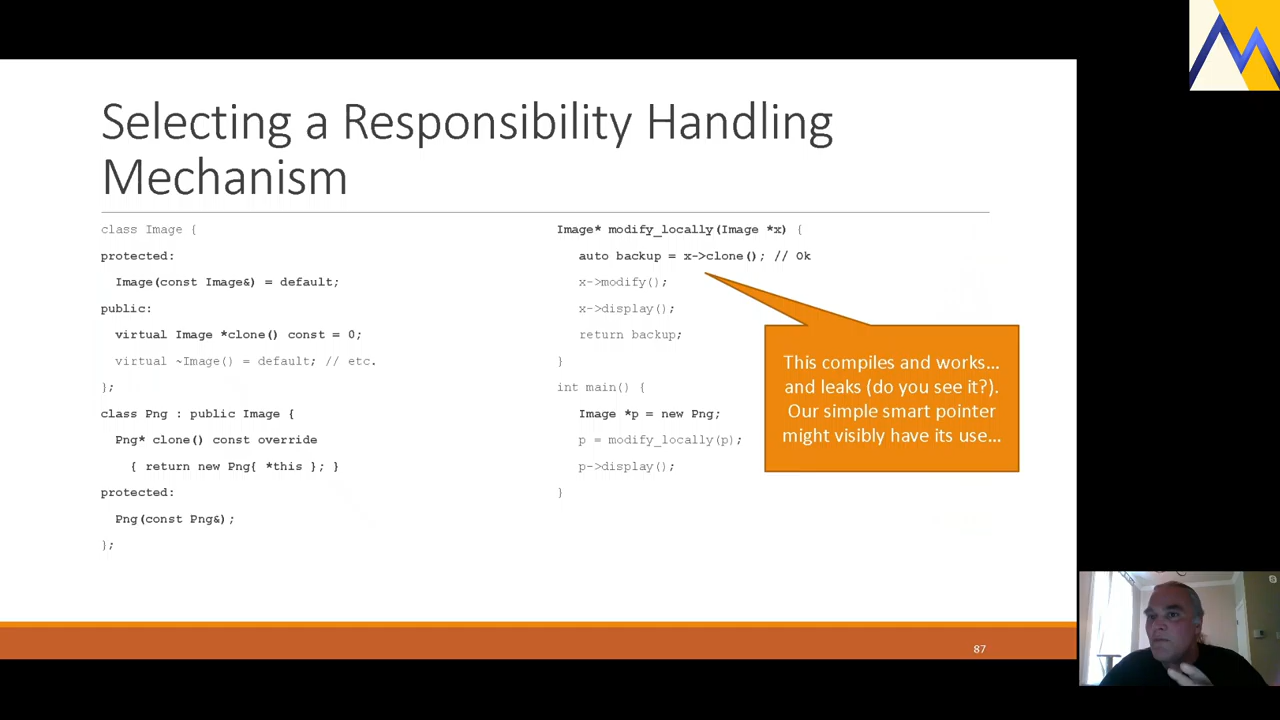 Selecting a Responsibility Handling
Mechanism
class Image {
protected:
Image(const Image&) = default;
public:
virtual Image *clone() const = 0;
virtual ~Image() = default; // etc.
};
class Png : public Image {
Png* clone() const override
{ return new Png{ *this }; }
protected:
Png(const Png&);
};
Image* modify_locally(Image *x) {
auto backup = x->clone(); // Ok
x->modify();
x->display();
return backup;
}
int main() {
Image *p = new Png;
p = modify_locally(p);
p->display();
}
This compiles and works…
and leaks (do you see it?).
Our simple smart pointer
might visibly have its use…
87